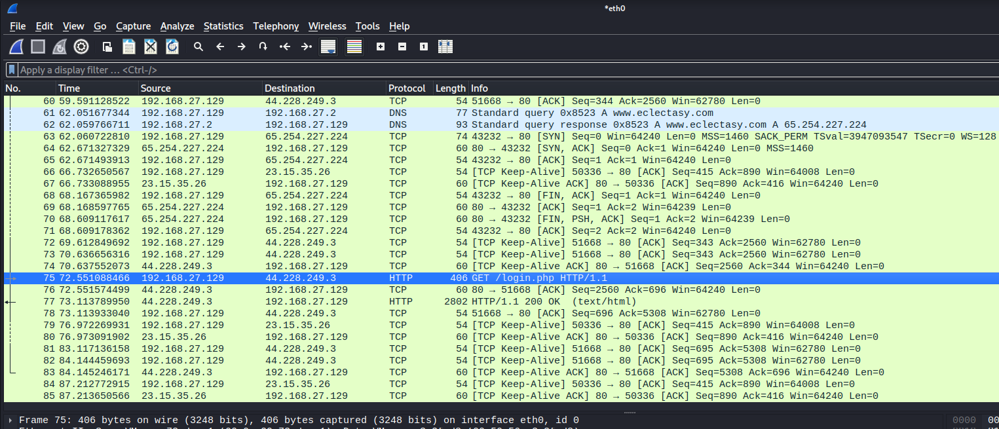 *eth0
File Edit View Go Capture Analyze Statistics Telephony Wireless Tools Help
Apply a display filter ... <Ctrl-/>
No. Time Source Destination Protocol Length Info
60 59.591128522 192.168.27.129 44.228.249.3 TCP 54 51668 → 80 [ACK] Seq=344 Ack=2560 Win=62780 Len=0
61 62.051677344 192.168.27.129 192.168.27.2 DNS 77 Standard query 0x8523 A www.eclectasy.com
62 62.059766711 192.168.27.2 192.168.27.129 DNS 93 Standard query response 0x8523 A www.eclectasy.com A 65.254.227.224
63 62.060722810 192.168.27.129 65.254.227.224 TCP 74 43232 → 80 [SYN] Seq=0 Win=64240 Len=0 MSS=1460 SACK_PERM TSval=3947093547 TSecr=0 WS=128
64 62.671327329 65.254.227.224 192.168.27.129 TCP 60 80 → 43232 [SYN, ACK] Seq=0 Ack=1 Win=64240 Len=0 MSS=1460
65 62.671493913 192.168.27.129 65.254.227.224 TCP 54 43232 → 80 [ACK] Seq=1 Ack=1 Win=64240 Len=0
66 66.732650567 192.168.27.129 23.15.35.26 TCP 54 [TCP Keep-Alive] 50336 → 80 [ACK] Seq=415 Ack=890 Win=64008 Len=0
67 66.733088955 23.15.35.26 192.168.27.129 TCP 60 [TCP Keep-Alive ACK] 80 → 50336 [ACK] Seq=890 Ack=416 Win=64240 Len=0
68 68.167365982 192.168.27.129 65.254.227.224 TCP 54 43232 → 80 [FIN, ACK] Seq=1 Ack=1 Win=64240 Len=0
69 68.168597765 65.254.227.224 192.168.27.129 TCP 60 80 → 43232 [ACK] Seq=1 Ack=2 Win=64239 Len=0
70 68.609117617 65.254.227.224 192.168.27.129 TCP 60 80 → 43232 [FIN, PSH, ACK] Seq=1 Ack=2 Win=64239 Len=0
71 68.609178362 192.168.27.129 65.254.227.224 TCP 54 43232 → 80 [ACK] Seq=2 Ack=2 Win=64240 Len=0
72 69.612849692 192.168.27.129 44.228.249.3 TCP 54 [TCP Keep-Alive] 51668 → 80 [ACK] Seq=343 Ack=2560 Win=62780 Len=0
73 70.636656316 192.168.27.129 44.228.249.3 TCP 54 [TCP Keep-Alive] 51668 → 80 [ACK] Seq=343 Ack=2560 Win=62780 Len=0
74 70.637552073 44.228.249.3 192.168.27.129 TCP 60 [TCP Keep-Alive ACK] 80 → 51668 [ACK] Seq=2560 Ack=344 Win=64240 Len=0
75 72.551088466 192.168.27.129 44.228.249.3 HTTP 406 GET /login.php HTTP/1.1
76 72.551574499 44.228.249.3 192.168.27.129 TCP 60 80 → 51668 [ACK] Seq=2560 Ack=696 Win=64240 Len=0
77 73.113789950 44.228.249.3 192.168.27.129 HTTP 2802 HTTP/1.1 200 OK (text/html)
78 73.113933040 192.168.27.129 44.228.249.3 TCP 54 51668 → 80 [ACK] Seq=696 Ack=5308 Win=62780 Len=0
79 76.972269931 192.168.27.129 23.15.35.26 TCP 54 [TCP Keep-Alive] 50336 → 80 [ACK] Seq=415 Ack=890 Win=64008 Len=0
80 76.973091902 23.15.35.26 192.168.27.129 TCP 60 [TCP Keep-Alive ACK] 80 → 50336 [ACK] Seq=890 Ack=416 Win=64240 Len=0
81 83.117136158 192.168.27.129 44.228.249.3 TCP 54 [TCP Keep-Alive] 51668 → 80 [ACK] Seq=695 Ack=5308 Win=62780 Len=0
82 84.144459693 192.168.27.129 44.228.249.3 TCP 54 [TCP Keep-Alive] 51668 → 80 [ACK] Seq=695 Ack=5308 Win=62780 Len=0
83 84.145246171 44.228.249.3 192.168.27.129 TCP 60 [TCP Keep-Alive ACK] 80 → 51668 [ACK] Seq=5308 Ack=696 Win=64240 Len=0
84 87.212772915 192.168.27.129 23.15.35.26 TCP 54 [TCP Keep-Alive] 50336 → 80 [ACK] Seq=415 Ack=890 Win=64008 Len=0
85 87.213650566 23.15.35.26 192.168.27.129 TCP 60 [TCP Keep-Alive ACK] 80 → 50336 [ACK] Seq=890 Ack=416 Win=64240 Len=0
Frame 75: 406 bytes on wire (3248 bits), 406 bytes captured (3248 bits) on interface eth0, id 0 0000 00